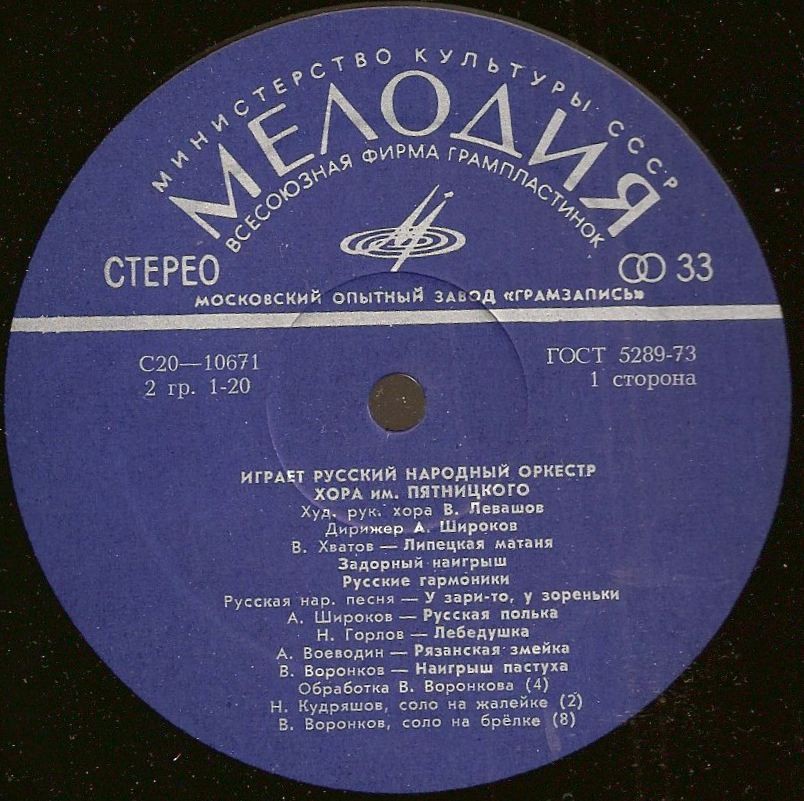 МИНИСТЕРСТВО КУЛЬТУРЫ СССР
МЕЛОДИЯ
ВСЕСОЮЗНАЯ ФИРМА ГРАМПЛАСТИНОК
СТЕРЕО
33
МОСКОВСКИЙ ОПЫТНЫЙ ЗАВОД «ГРАМЗАПИСЬ»
С20—10671
ГОСТ 5289-73
2 гр. 1-20
1 сторона
ИГРАЕТ РУССКИЙ НАРОДНЫЙ ОРКЕСТР
ХОРА им. ПЯТНИЦКОГО
Худ. рук. хора В. Левашов
Дирижер А. Широков
В. Хватов — Липецкая матаня
Задорный наигрыш
Русские гармоники
Русская нар. песня — У зари-то, у зореньки
А. Широков — Русская полька
Н. Горлов — Лебедушка
А. Воеводин — Рязанская змейка
В. Воронков — Наигрыш пастуха
Обработка В. Воронкова (4)
Н. Кудряшов, соло на жалейке (2)
В. Воронков, соло на брёлке (8)